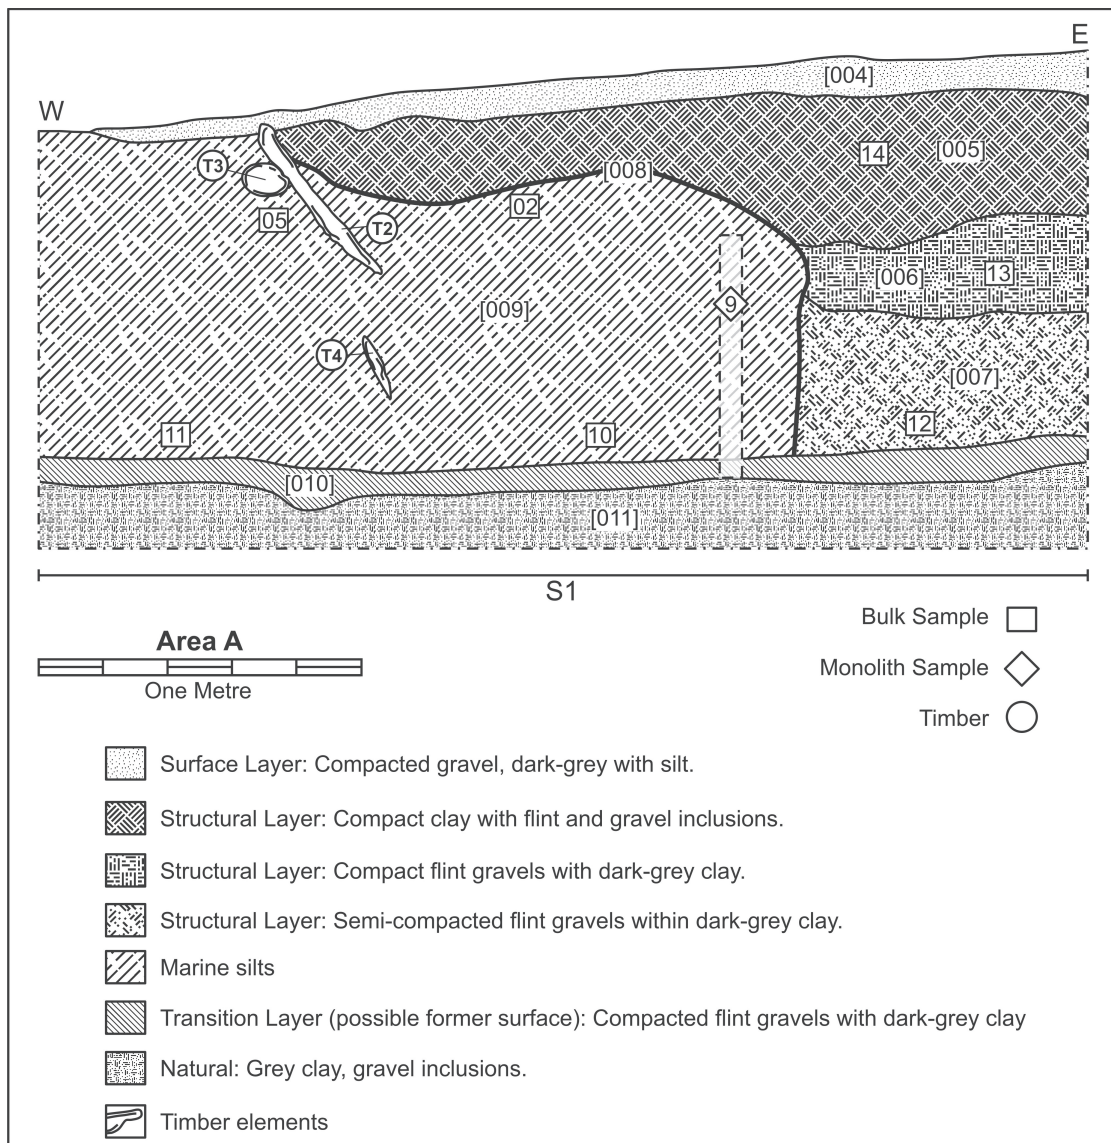 E
[004]
W
14
[005]
T3
[008]
02
05
T2
[006]
13
9
[009]
T4
[007]
12
11
10
[010]
[011]
S1
Bulk Sample
Area A
Monolith Sample
One Metre
Timber
Surface Layer: Compacted gravel, dark-grey with silt.
Structural Layer: Compact clay with flint and gravel inclusions.
Structural Layer: Compact flint gravels with dark-grey clay.
Structural Layer: Semi-compacted flint gravels within dark-grey clay.
Marine silts
Transition Layer (possible former surface): Compacted flint gravels with dark-grey clay
Natural: Grey clay, gravel inclusions.
Timber elements